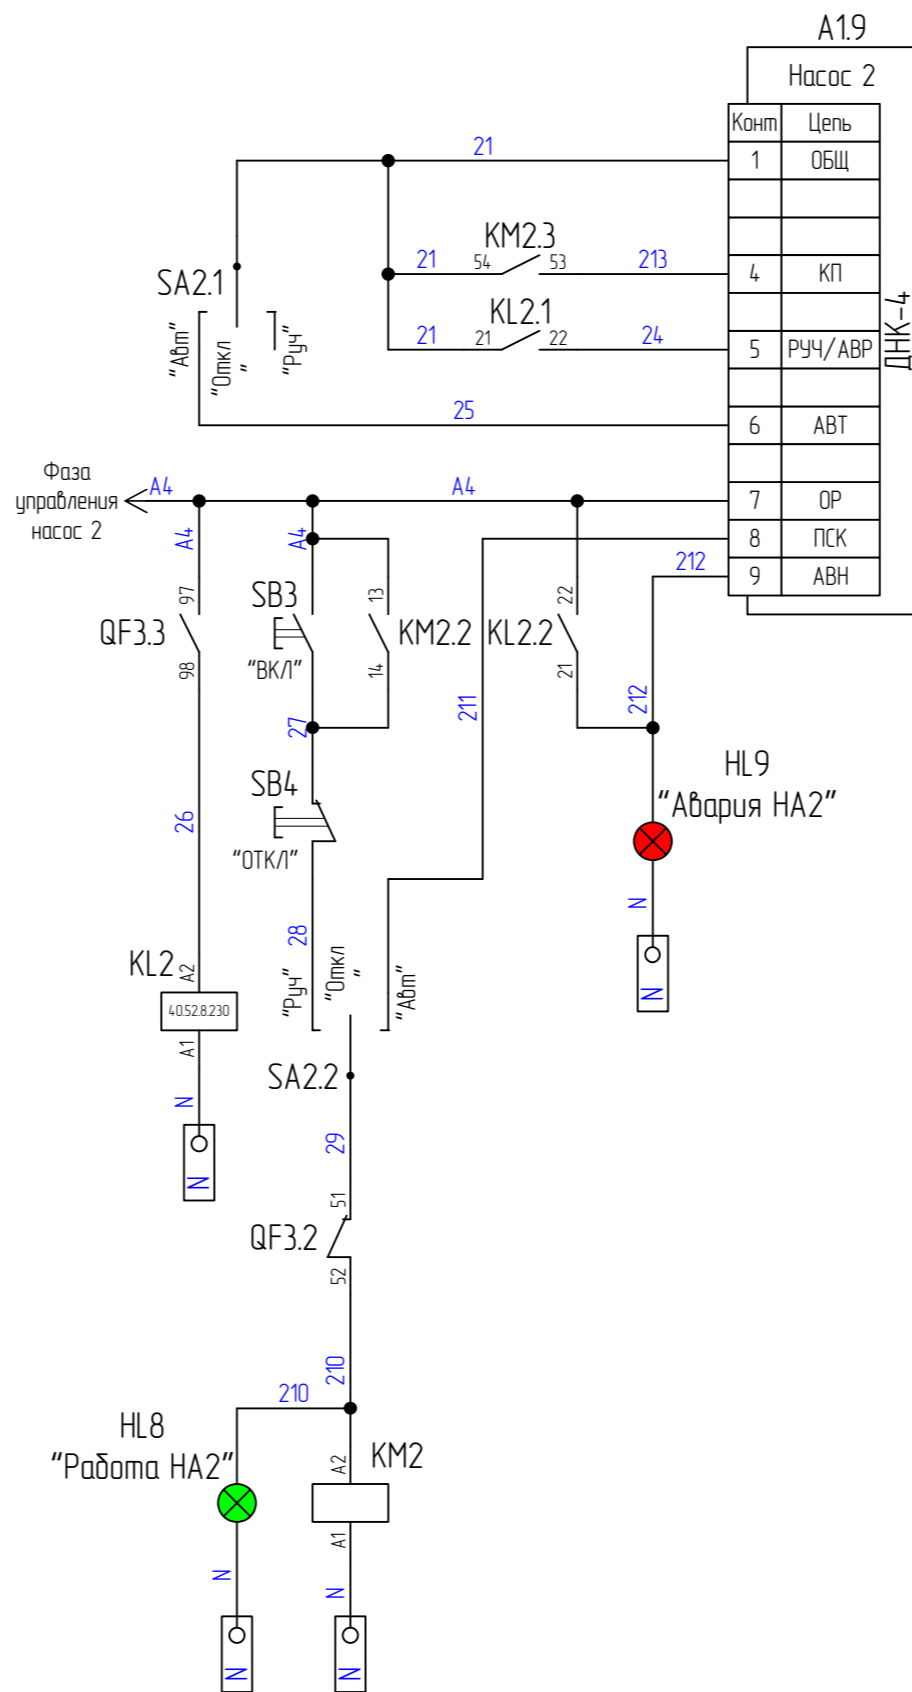 А1.9
Насос 2
Конт Цепь
21
1 ОБЩ
KM2.3
21 54 53 213
4 КП
SA2.1
KL2.1
"Авт"
"Откл
"
"Руч"
21 21 22 24
5 РУЧ/АВР
ДНК-4
25
6 АВТ
Фаза
управления
насос 2
А4
А4
7 ОР
8 ПСК
212
9 АВН
А4
А4
97
13
22
SB3
QF3.3
KM2.2
KL2.2
"ВКЛ"
98
14
21
211
212
27
HL9
"Авария НА2"
SB4
26
"ОТКЛ"
N
28
"Откл
"
KL2
A2
"Руч"
"Авт"
N
40.52.8.230
A1
SA2.2
N
29
N
51
QF3.2
52
210
210
HL8
"Работа НА2"
A2
KM2
A1
N
N
N
N